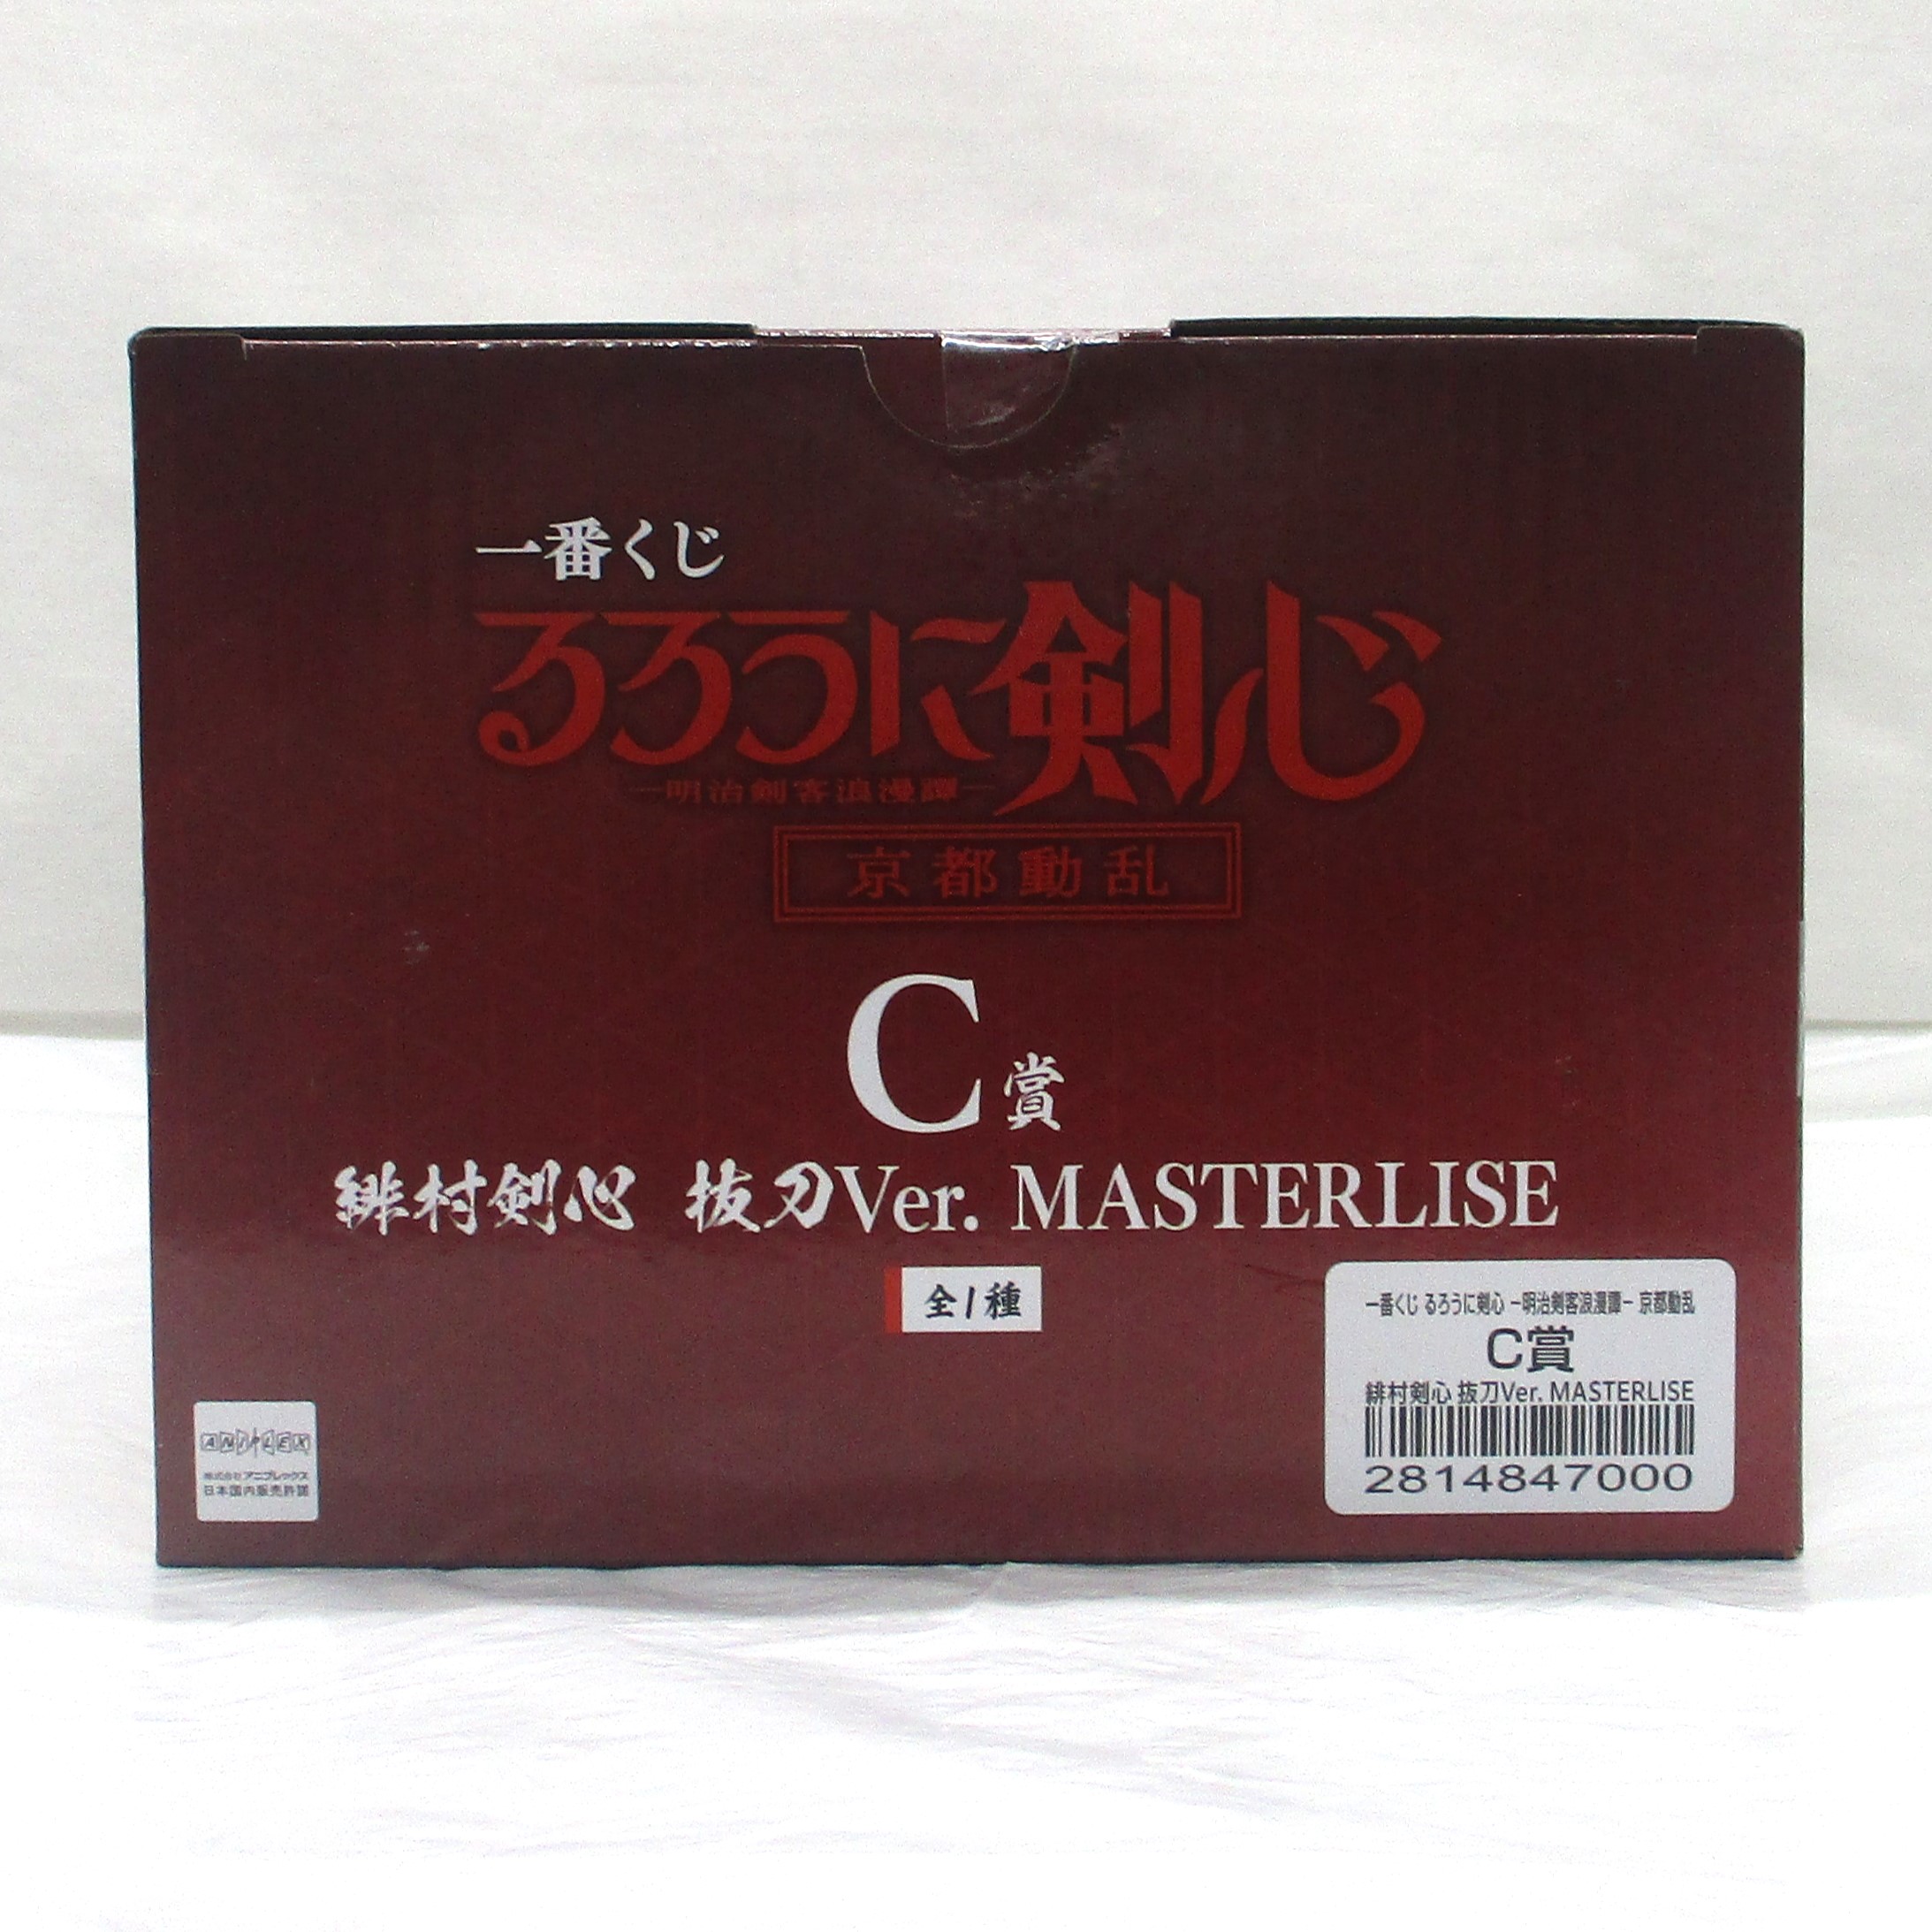 一番くじ
るろうに剣心
─明治剣客浪漫譚─
京都動乱
C賞
緋村剣心 抜刀Ver. MASTERLISE
全1種
一番くじ るろうに剣心 －明治剣客浪漫譚－ 京都動乱
C賞
緋村剣心 抜刀Ver. MASTERLISE
2814847000
ANIPLEX
株式会社アニプレックス
日本国内販売許諾